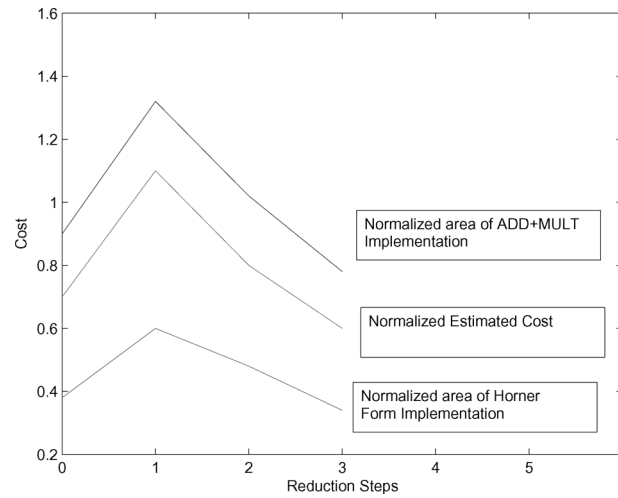 1.6
1.4
1.2
1
0.8
0.6
0.4
0.2
Cost
Normalized area of ADD+MULT
Implementation
Normalized Estimated Cost
Normalized area of Horner
Form Implementation
0 1 2 3 4 5
Reduction Steps